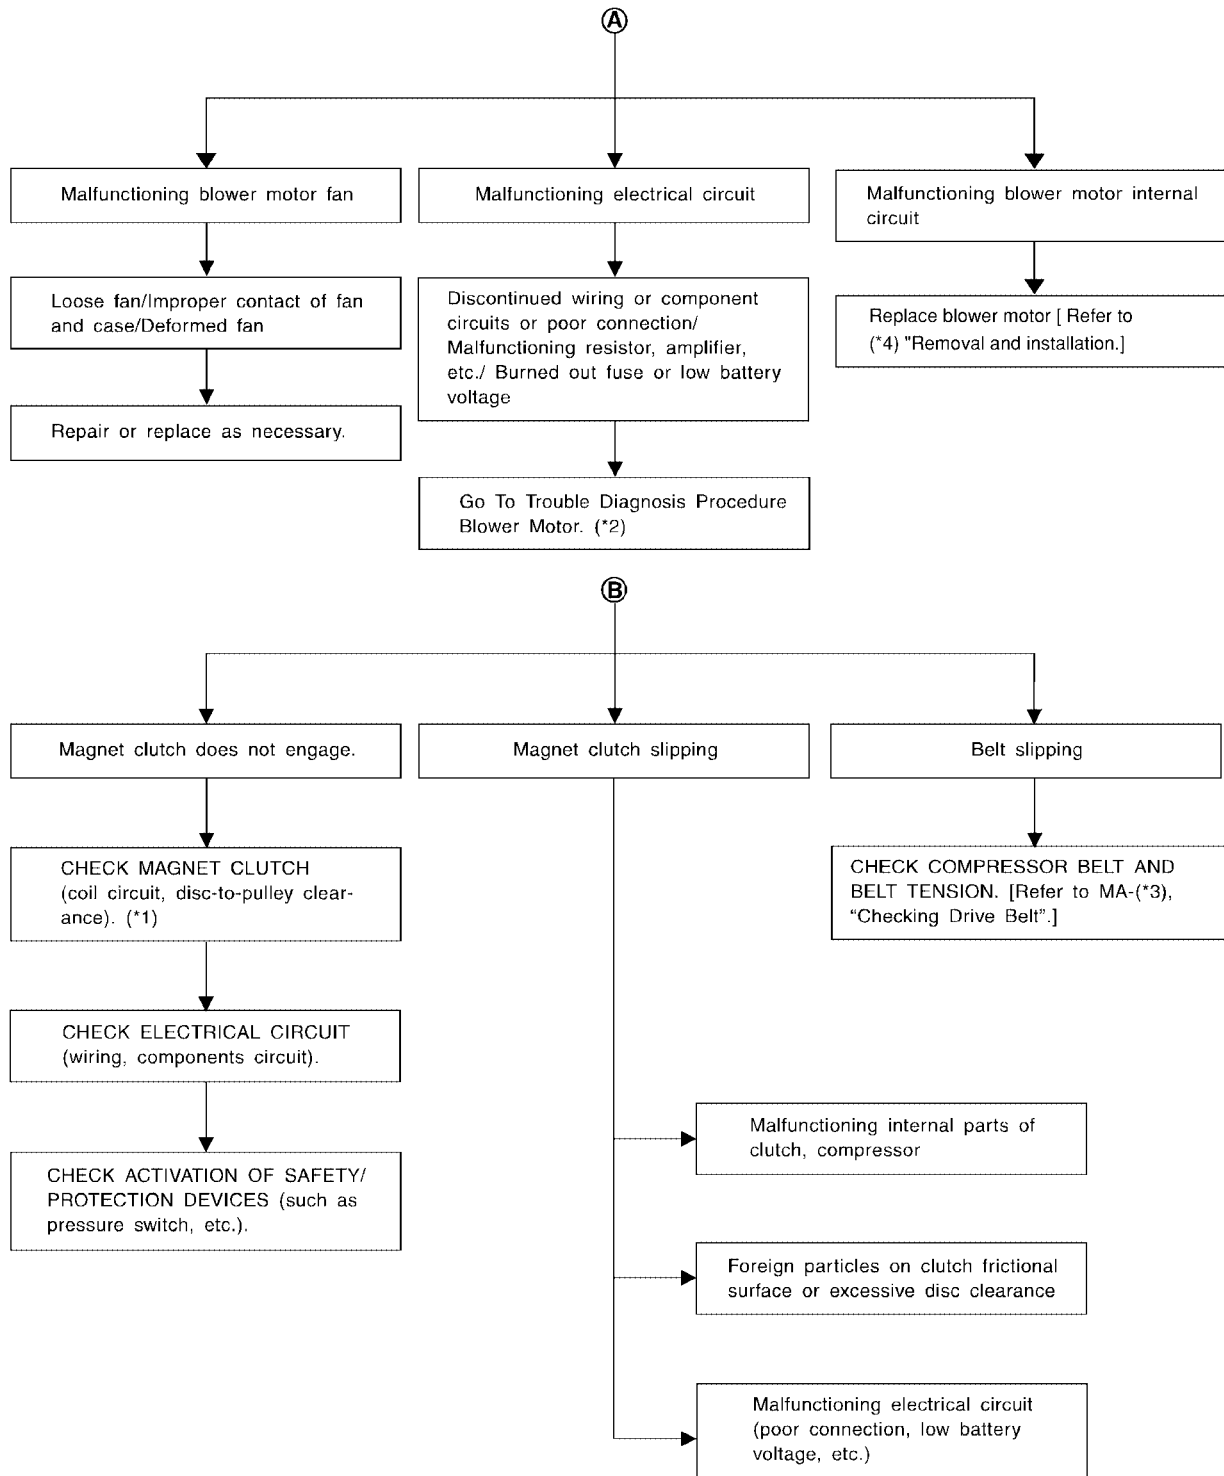 A
Malfunctioning blower motor fan
Malfunctioning electrical circuit
Malfunctioning blower motor internal
circuit
Loose fan/Improper contact of fan
and case/Deformed fan
Discontinued wiring or component
circuits or poor connection/
Malfunctioning resistor, amplifier,
etc./ Burned out fuse or low battery
voltage
Replace blower motor [ Refer to
(*4) "Removal and installation.]
Repair or replace as necessary.
Go To Trouble Diagnosis Procedure
Blower Motor. (*2)
B
Magnet clutch does not engage.
Magnet clutch slipping
Belt slipping
CHECK MAGNET CLUTCH
(coil circuit, disc-to-pulley clear-
ance). (*1)
CHECK COMPRESSOR BELT AND
BELT TENSION. [Refer to MA-(*3),
“Checking Drive Belt”.]
CHECK ELECTRICAL CIRCUIT
(wiring, components circuit).
CHECK ACTIVATION OF SAFETY/
PROTECTION DEVICES (such as
pressure switch, etc.).
Malfunctioning internal parts of
clutch, compressor
Foreign particles on clutch frictional
surface or excessive disc clearance
Malfunctioning electrical circuit
(poor connection, low battery
voltage, etc.)